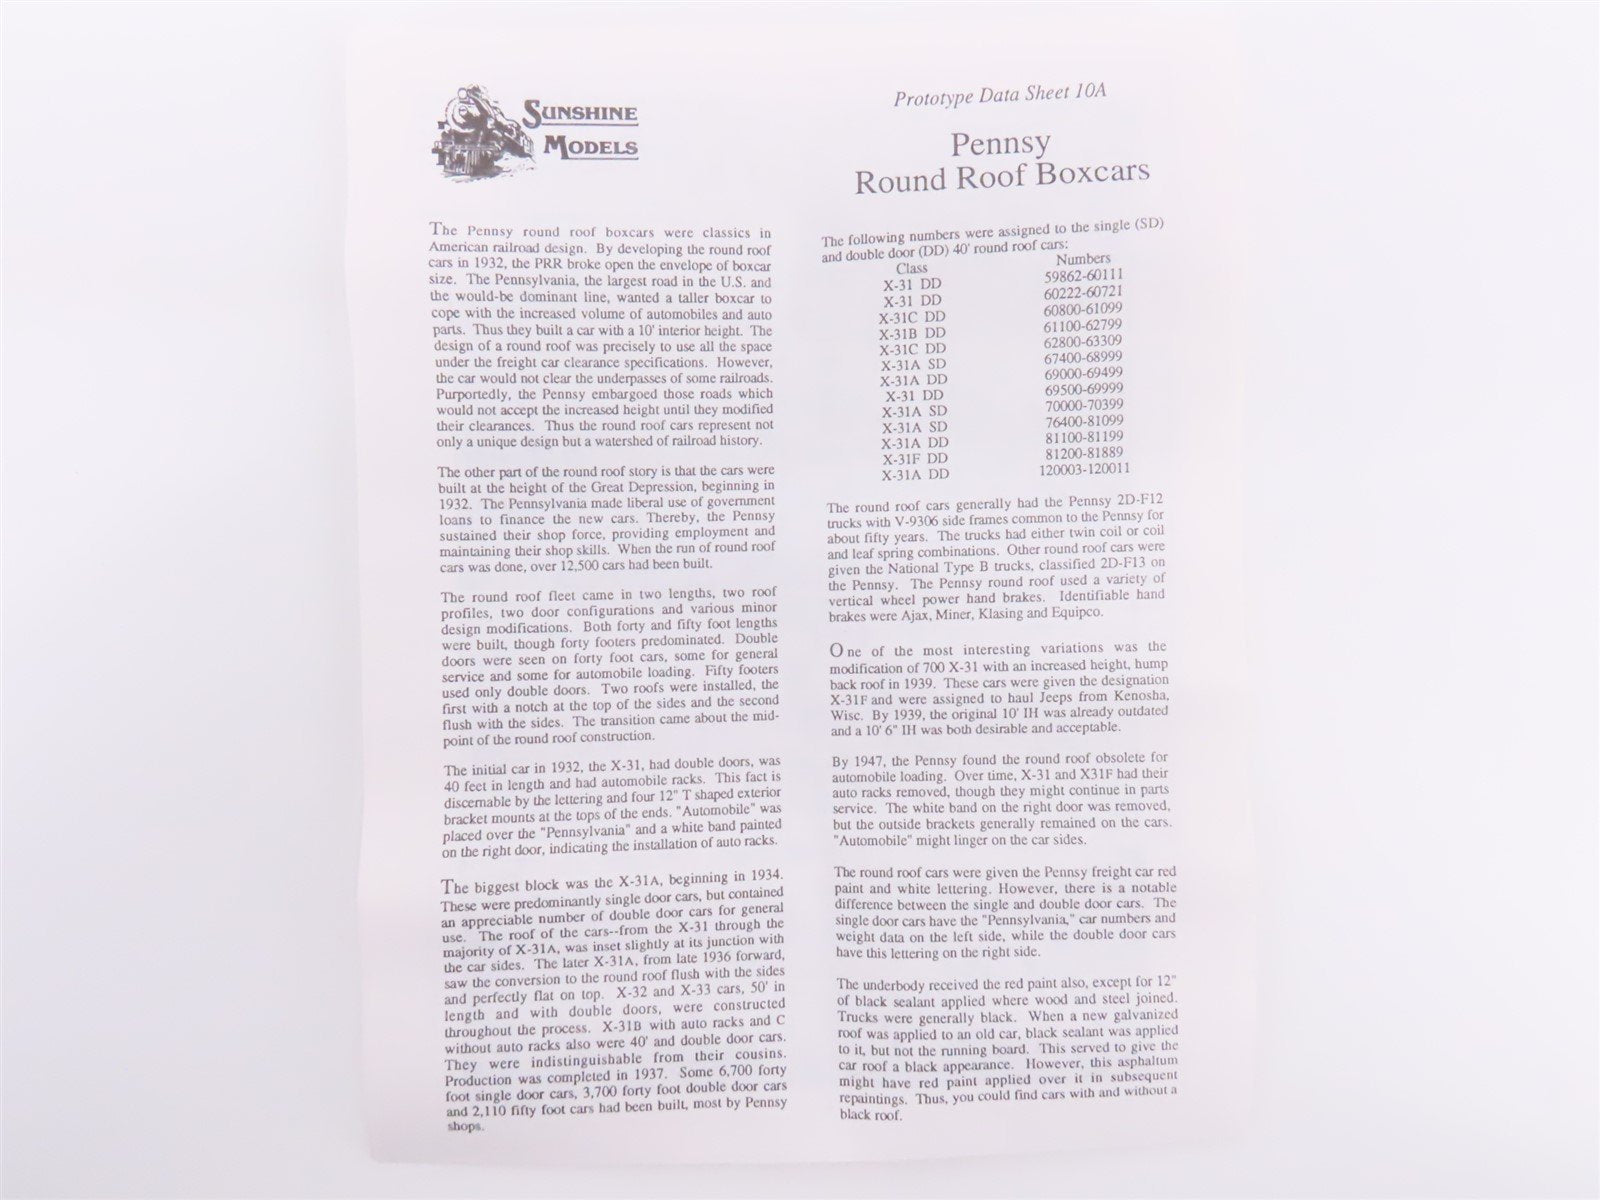 SUNSHINE
MODELS
Prototype Data Sheet 10A
Pennsy
Round Roof Boxcars
The Pennsy round roof boxcars were classics in
American railroad design. By developing the round roof
cars in 1932, the PRR broke open the envelope of boxcar
size. The Pennsylvania, the largest road in the U.S. and
the would-be dominant line, wanted a taller boxcar to
cope with the increased volume of automobiles and auto
parts. Thus they built a car with a 10' interior height. The
design of a round roof was precisely to use all the space
under the freight car clearance specifications. However,
the car would not clear the underpasses of some railroads.
Purportedly, the Pennsy embargoed those roads which
would not accept the increased height until they modified
their clearances. Thus the round roof cars represent not
only a unique design but a watershed of railroad history.
The other part of the round roof story is that the cars were
built at the height of the Great Depression, beginning in
1932. The Pennsylvania made liberal use of government
loans to finance the new cars. Thereby, the Pennsy
sustained their shop force, providing employment and
maintaining their shop skills. When the run of round roof
cars was done, over 12,500 cars had been built.
The round roof fleet came in two lengths, two roof
profiles, two door configurations and various minor
design modifications. Both forty and fifty foot lengths
were built, though forty footers predominated. Double
doors were seen on forty foot cars, some for general
service and some for automobile loading. Fifty footers
used only double doors. Two roofs were installed, the
first with a notch at the top of the sides and the second
flush with the sides. The transition came about the mid-
point of the round roof construction.
The initial car in 1932, the X-31, had double doors, was
40 feet in length and had automobile racks. This fact is
discernable by the lettering and four 12" T shaped exterior
bracket mounts at the tops of the ends. "Automobile" was
placed over the "Pennsylvania" and a white band painted
on the right door, indicating the installation of auto racks.
The biggest block was the X-31A, beginning in 1934.
These were predominantly single door cars, but contained
an appreciable number of double door cars for general
use. The roof of the cars--from the X-31 through the
majority of X-31A, was inset slightly at its junction with
the car sides. The later X-31A, from late 1936 forward,
saw the conversion to the round roof flush with the sides
and perfectly flat on top. X-32 and X-33 cars, 50' in
length and with double doors, were constructed
throughout the process. X-31B with auto racks and C
without auto racks also were 40' and double door cars.
They were indistinguishable from their cousins.
Production was completed in 1937. Some 6,700 forty
foot single door cars, 3,700 forty foot double door cars
and 2,110 fifty foot cars had been built, most by Pennsy
shops.
The following numbers were assigned to the single (SD)
and double door (DD) 40' round roof cars:
Class Numbers
X-31 DD 59862-60111
X-31 DD 60222-60721
X-31C DD 60800-61099
X-31B DD 61100-62799
X-31C DD 62800-63309
X-31A SD 67400-68999
X-31A DD 69000-69499
X-31 DD 69500-69999
X-31A SD 70000-70399
X-31A SD 76400-81099
X-31A DD 81100-81199
X-31F DD 81200-81889
X-31A DD 120003-120011
The round roof cars generally had the Pennsy 2D-F12
trucks with V-9306 side frames common to the Pennsy for
about fifty years. The trucks had either twin coil or coil
and leaf spring combinations. Other round roof cars were
given the National Type B trucks, classified 2D-F13 on
the Pennsy. The Pennsy round roof used a variety of
vertical wheel power hand brakes. Identifiable hand
brakes were Ajax, Miner, Klasing and Equipco.
One of the most interesting variations was the
modification of 700 X-31 with an increased height, hump
back roof in 1939. These cars were given the designation
X-31F and were assigned to haul Jeeps from Kenosha,
Wisc. By 1939, the original 10' IH was already outdated
and a 10' 6" IH was both desirable and acceptable.
By 1947, the Pennsy found the round roof obsolete for
automobile loading. Over time, X-31 and X31F had their
auto racks removed, though they might continue in parts
service. The white band on the right door was removed,
but the outside brackets generally remained on the cars.
"Automobile" might linger on the car sides.
The round roof cars were given the Pennsy freight car red
paint and white lettering. However, there is a notable
difference between the single and double door cars. The
single door cars have the "Pennsylvania," car numbers and
weight data on the left side, while the double door cars
have this lettering on the right side.
The underbody received the red paint also, except for 12"
of black sealant applied where wood and steel joined.
Trucks were generally black. When a new galvanized
roof was applied to an old car, black sealant was applied
to it, but not the running board. This served to give the
car roof a black appearance. However, this asphaltum
might have red paint applied over it in subsequent
repaintings. Thus, you could find cars with and without a
black roof.